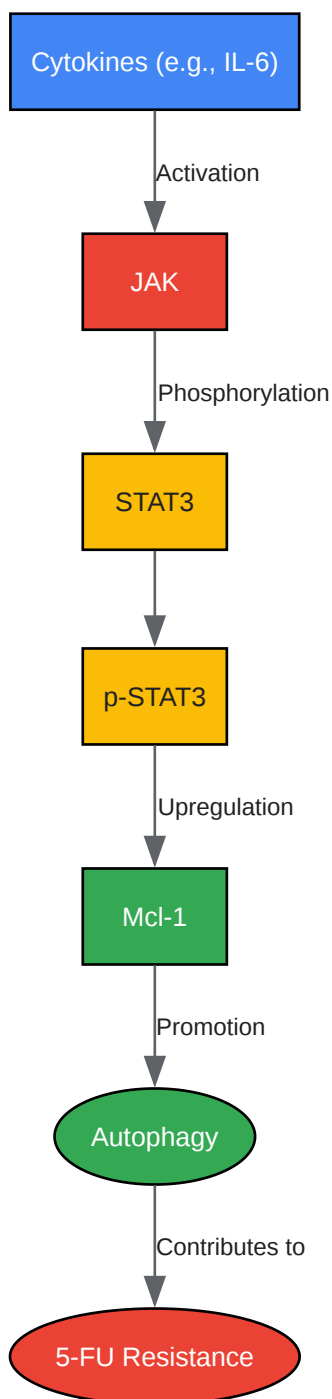 Cytokines (e.g., IL-6)
Activation
JAK
Phosphorylation
STAT3
p-STAT3
Upregulation
Mcl-1
Promotion
Autophagy
Contributes to
5-FU Resistance